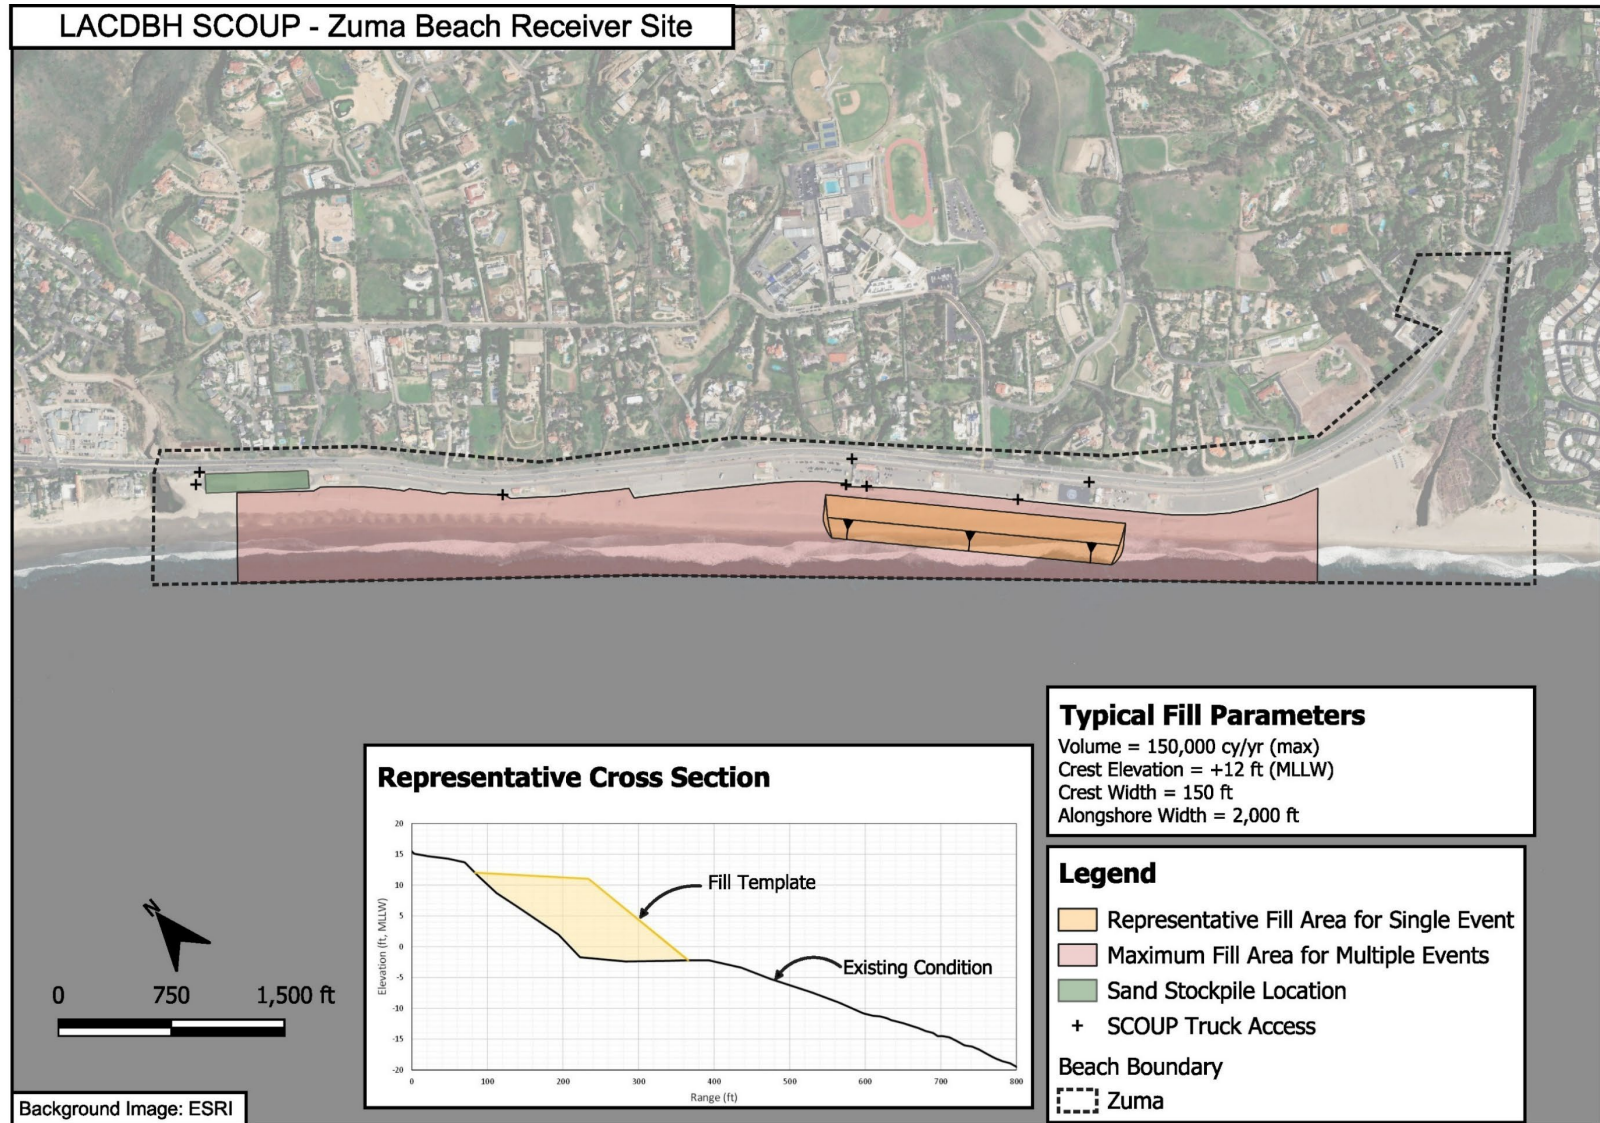 LACDBH SCOUP - Zuma Beach Receiver Site
Typical Fill Parameters
Volume = 150,000 cy/yr (max)
Crest Elevation = +12 ft (MLLW)
Crest Width = 150 ft
Alongshore Width = 2,000 ft
Representative Cross Section
20
15
10
5
0
-5
-10
-15
-20
Elevation (ft, MLLW)
Fill Template
Existing Condition
0 100 200 300 400 500 600 700 800
Range (ft)
Legend
Representative Fill Area for Single Event
Maximum Fill Area for Multiple Events
Sand Stockpile Location
SCOUP Truck Access
Beach Boundary
Zuma
N
0 750 1,500 ft
Background Image: ESRI